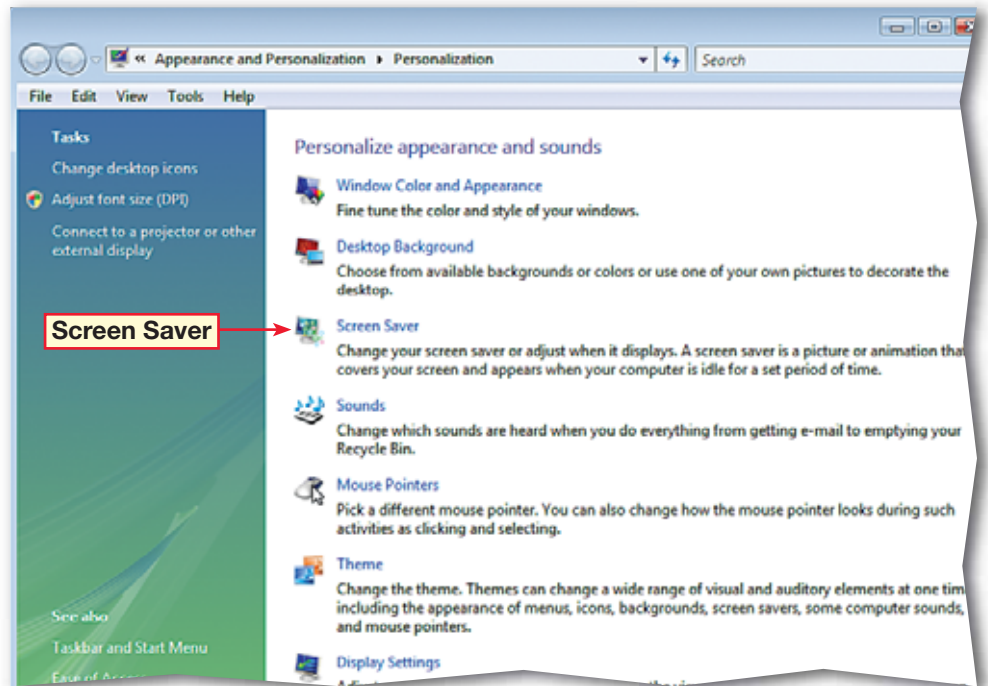 « Appearance and Personalization ▸ Personalization
Search
File Edit View Tools Help
Tasks
Change desktop icons
Adjust font size (DPI)
Connect to a projector or other
external display
Screen Saver
See also
Taskbar and Start Menu
Ease of
Personalize appearance and sounds
Window Color and Appearance
Fine tune the color and style of your windows.
Desktop Background
Choose from available backgrounds or colors or use one of your own pictures to decorate the
desktop.
Screen Saver
Change your screen saver or adjust when it displays. A screen saver is a picture or animation tha
covers your screen and appears when your computer is idle for a set period of time.
Sounds
Change which sounds are heard when you do everything from getting e-mail to emptying your
Recycle Bin.
Mouse Pointers
Pick a different mouse pointer. You can also change how the mouse pointer looks during such
activities as clicking and selecting.
Theme
Change the theme. Themes can change a wide range of visual and auditory elements at one tim
including the appearance of menus, icons, backgrounds, screen savers, some computer sounds,
and mouse pointers.
Display Settings